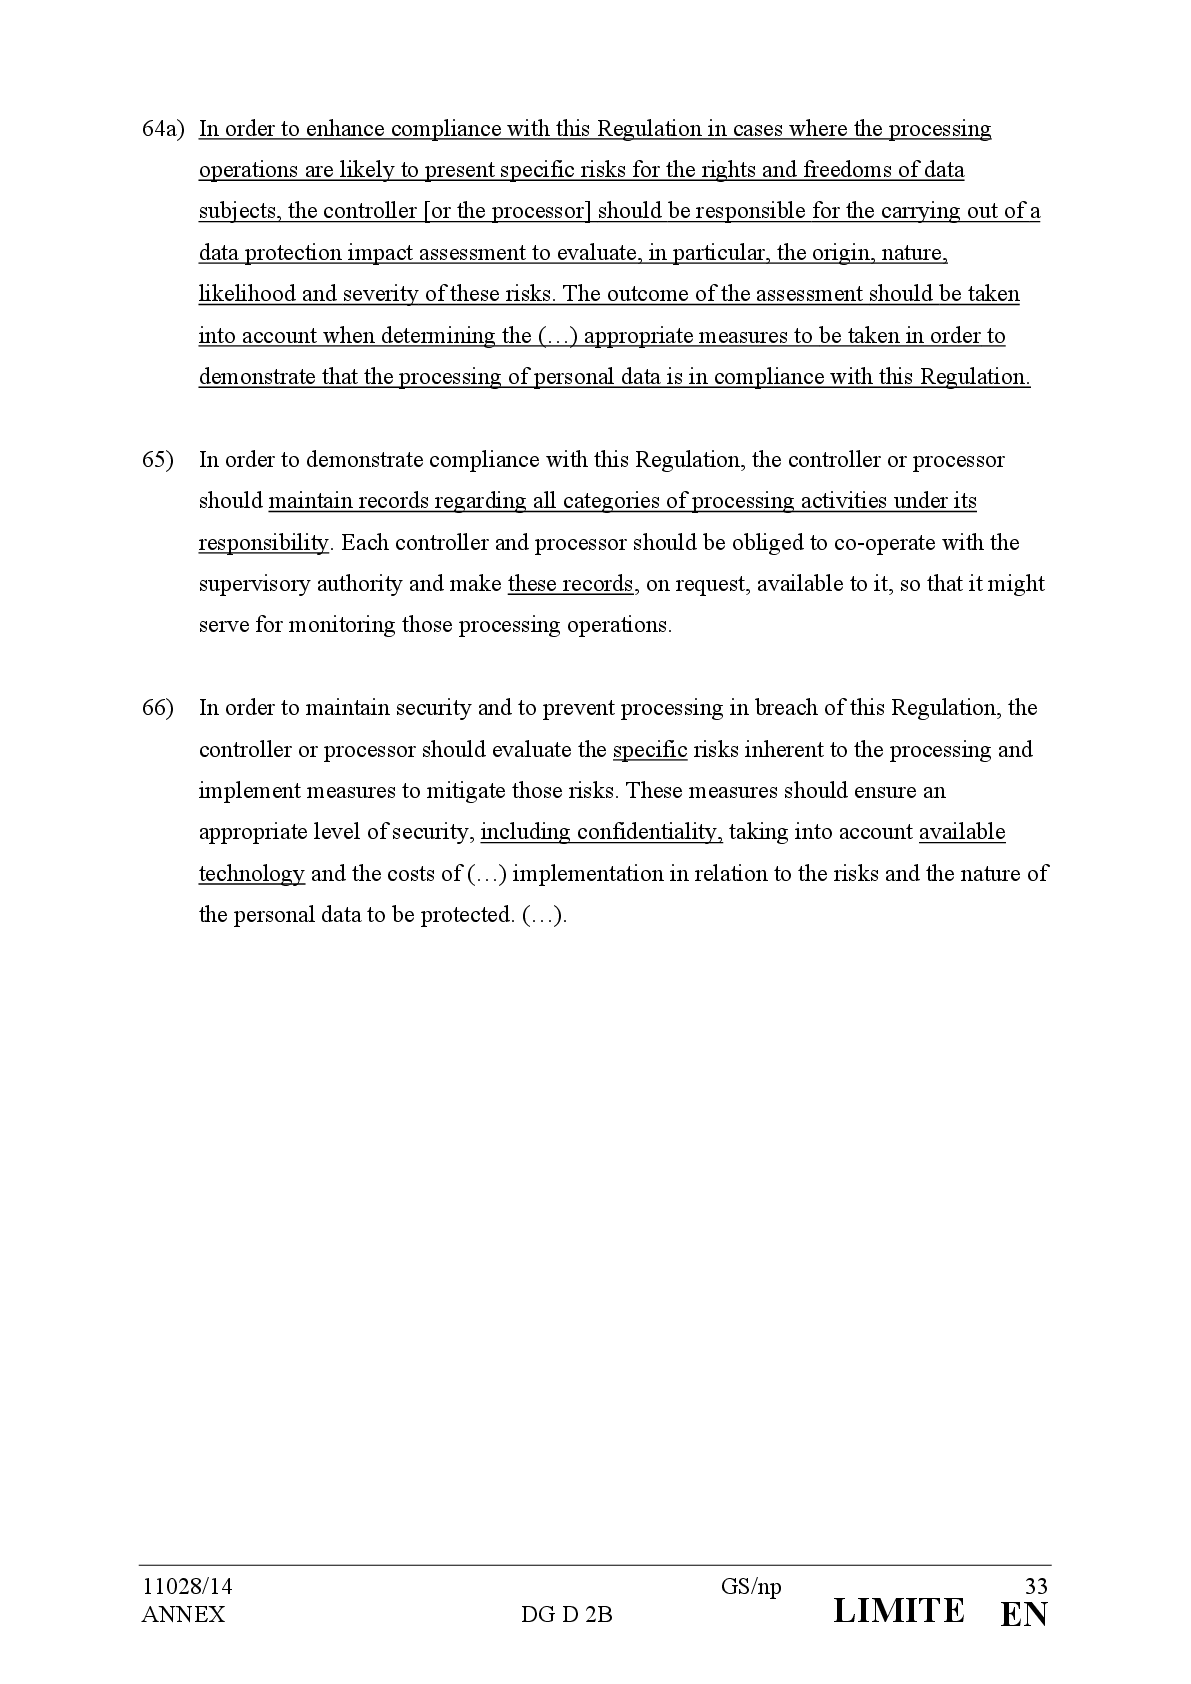 64a) In order to enhance compliance with this Regulation in cases where the processing
operations are likely to present specific risks for the rights and freedoms of data
subjects, the controller [or the processor] should be responsible for the carrying out of a
data protection impact assessment to evaluate, in particular, the origin, nature,
likelihood and severity of these risks. The outcome of the assessment should be taken
into account when determining the (…) appropriate measures to be taken in order to
demonstrate that the processing of personal data is in compliance with this Regulation.
65) In order to demonstrate compliance with this Regulation, the controller or processor
should maintain records regarding all categories of processing activities under its
responsibility. Each controller and processor should be obliged to co-operate with the
supervisory authority and make these records, on request, available to it, so that it might
serve for monitoring those processing operations.
66) In order to maintain security and to prevent processing in breach of this Regulation, the
controller or processor should evaluate the specific risks inherent to the processing and
implement measures to mitigate those risks. These measures should ensure an
appropriate level of security, including confidentiality, taking into account available
technology and the costs of (…) implementation in relation to the risks and the nature of
the personal data to be protected. (…).
11028/14 GS/np 33
ANNEX DG D 2B LIMITE EN